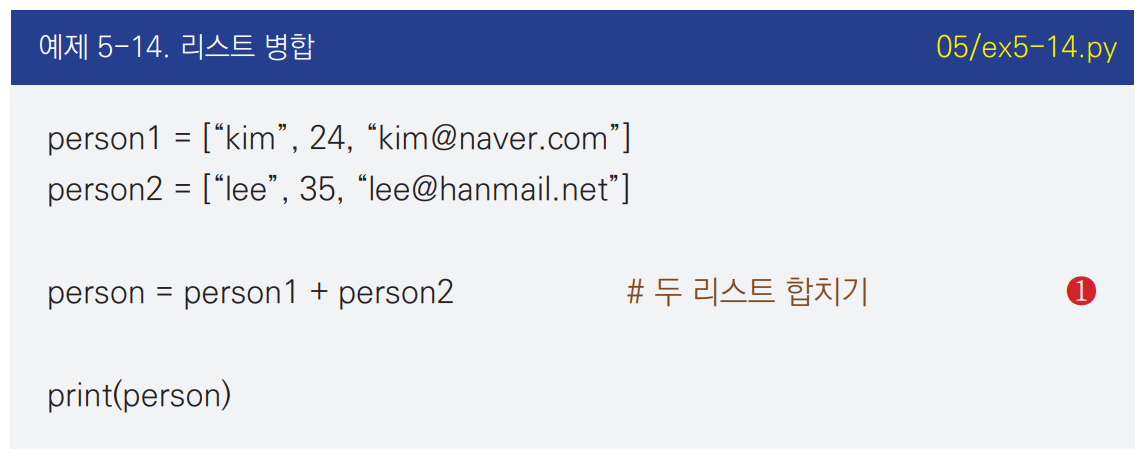 예제 5-14. 리스트 병합 05/ex5-14.py
person1 = [“kim”, 24, “kim@naver.com”]
person2 = [“lee”, 35, “lee@hanmail.net”]
person = person1 + person2 # 두 리스트 합치기 ❶
print(person)